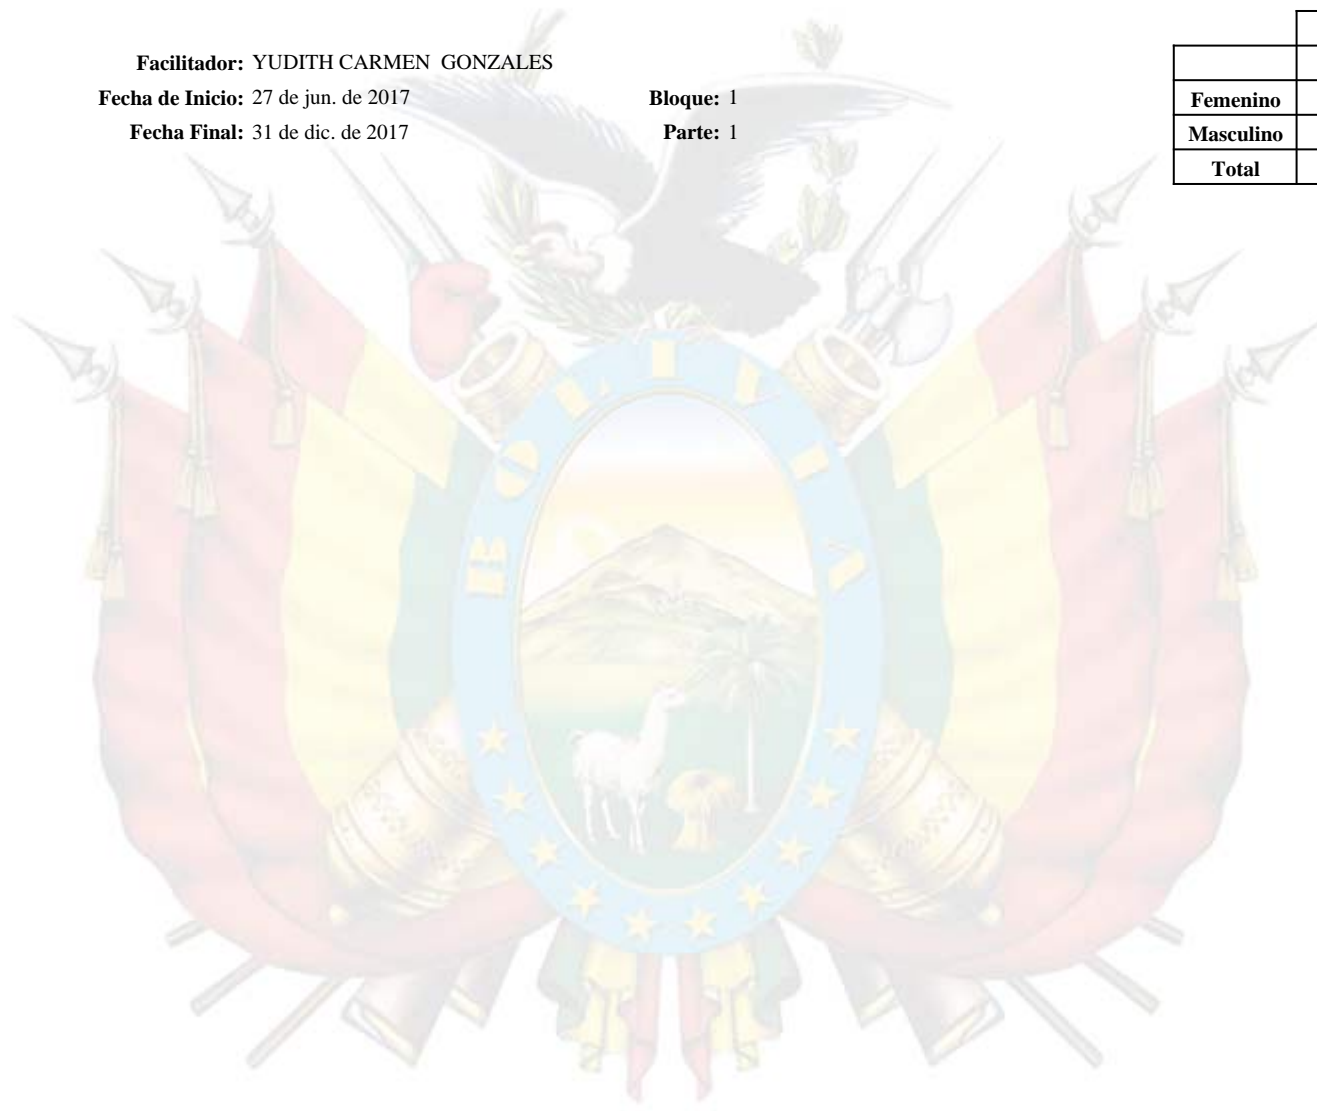 Facilitador: YUDITH CARMEN GONZALES
Fecha de Inicio: 27 de jun. de 2017 Bloque: 1
Fecha Final: 31 de dic. de 2017 Parte: 1
Femenino
Masculino
Total
BOLIVIA